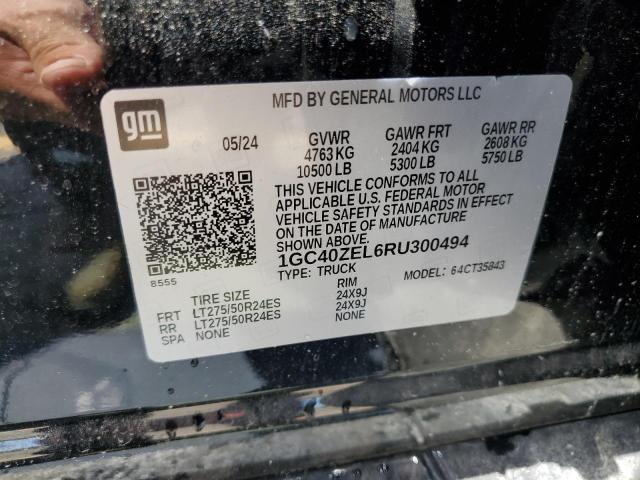 MFD BY GENERAL MOTORS LLC
gm
05/24 GVWR GAWR FRT GAWR RR
4763 KG 2404 KG 2608 KG
10500 LB 5300 LB 5750 LB
THIS VEHICLE CONFORMS TO ALL
APPLICABLE U.S. FEDERAL MOTOR
VEHICLE SAFETY STANDARDS IN EFFECT
ON THE DATE OF MANUFACTURE
SHOWN ABOVE.
1GC40ZEL6RU300494
8555 TYPE: TRUCK MODEL: 64CT35843
TIRE SIZE RIM
FRT LT275/50R24ES 24X9J
RR LT275/50R24ES 24X9J
SPA NONE NONE